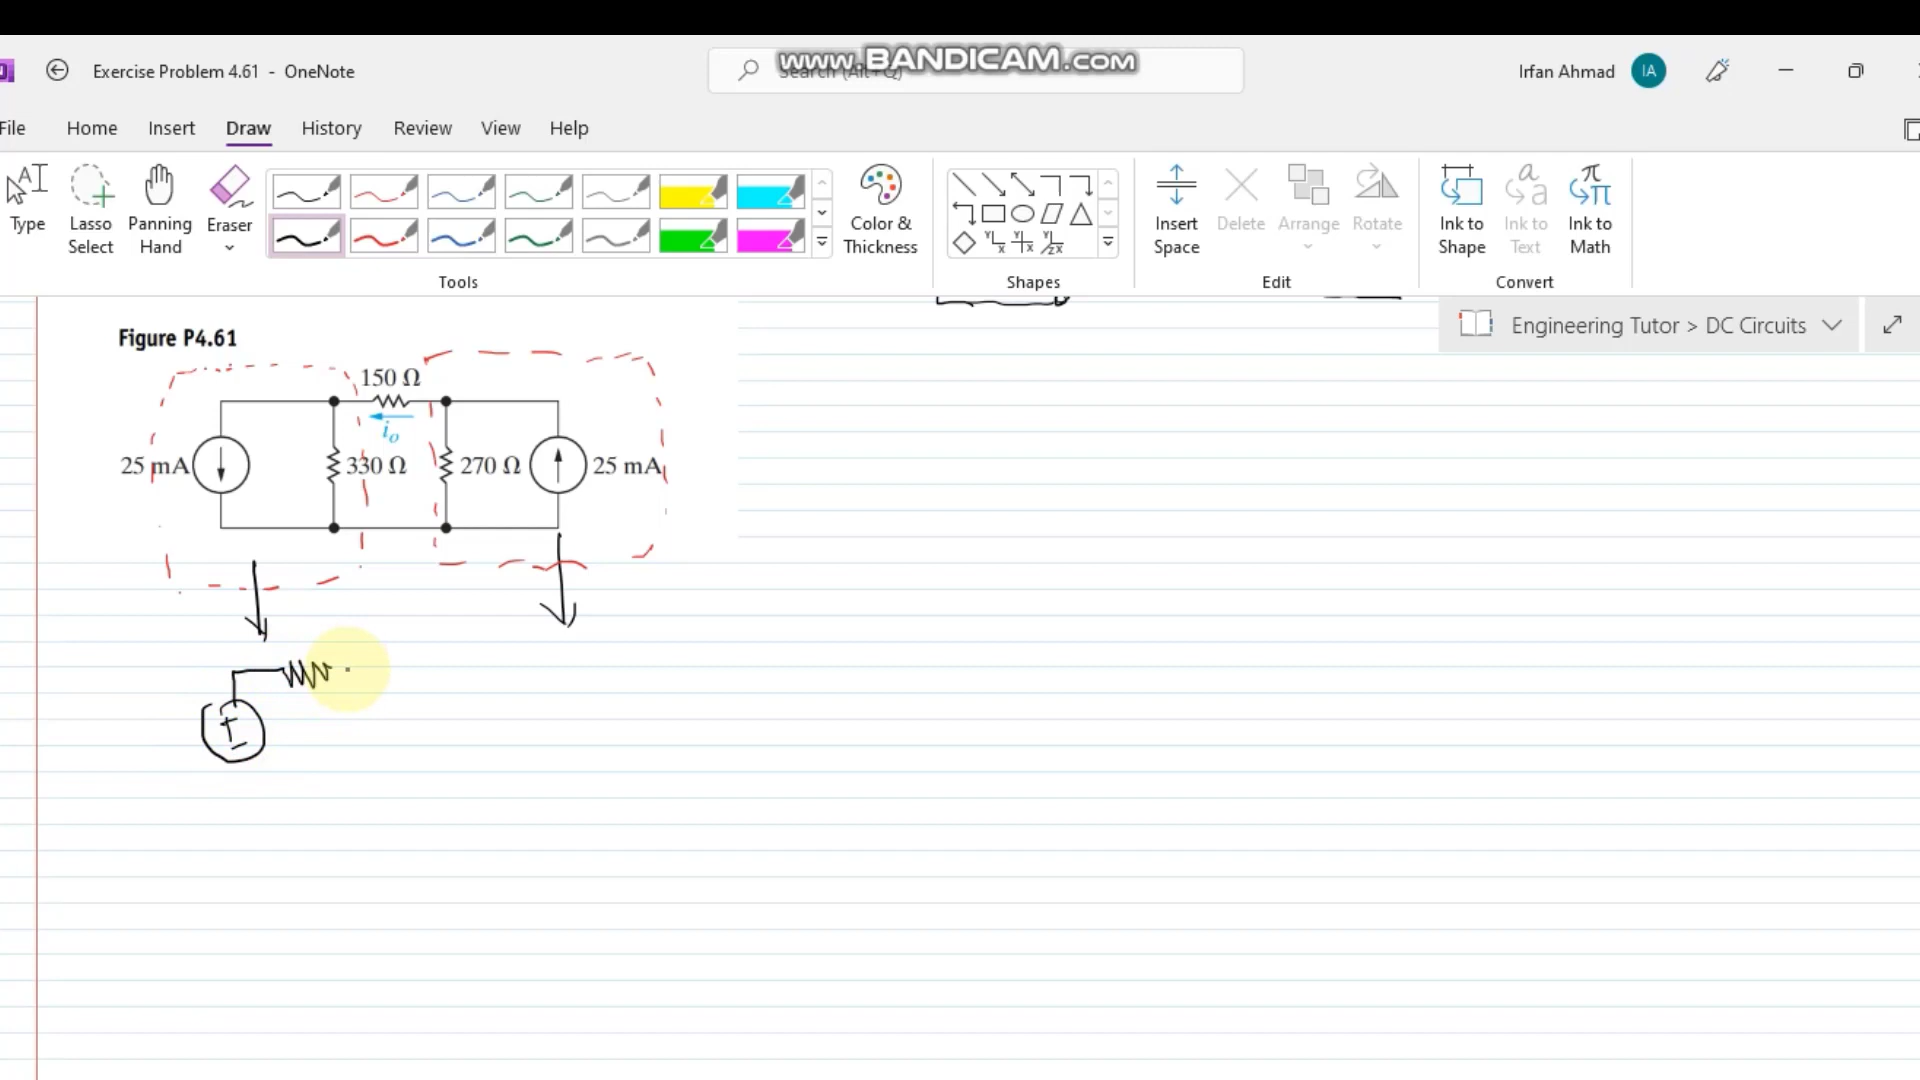 www.BANDICAM.com
Exercise Problem 4.61 - OneNote
Search (Alt+Q)
Irfan Ahmad
IA
File
Home
Insert
Draw
History
Review
View
Help
Type
Lasso Select
Panning Hand
Eraser
Color & Thickness
Insert Space
Delete
Arrange
Rotate
Ink to Shape
Ink to Text
Ink to Math
Tools
Shapes
Edit
Convert
Engineering Tutor > DC Circuits
Figure P4.61
150 Ω
io
25 mA
330 Ω
270 Ω
25 mA